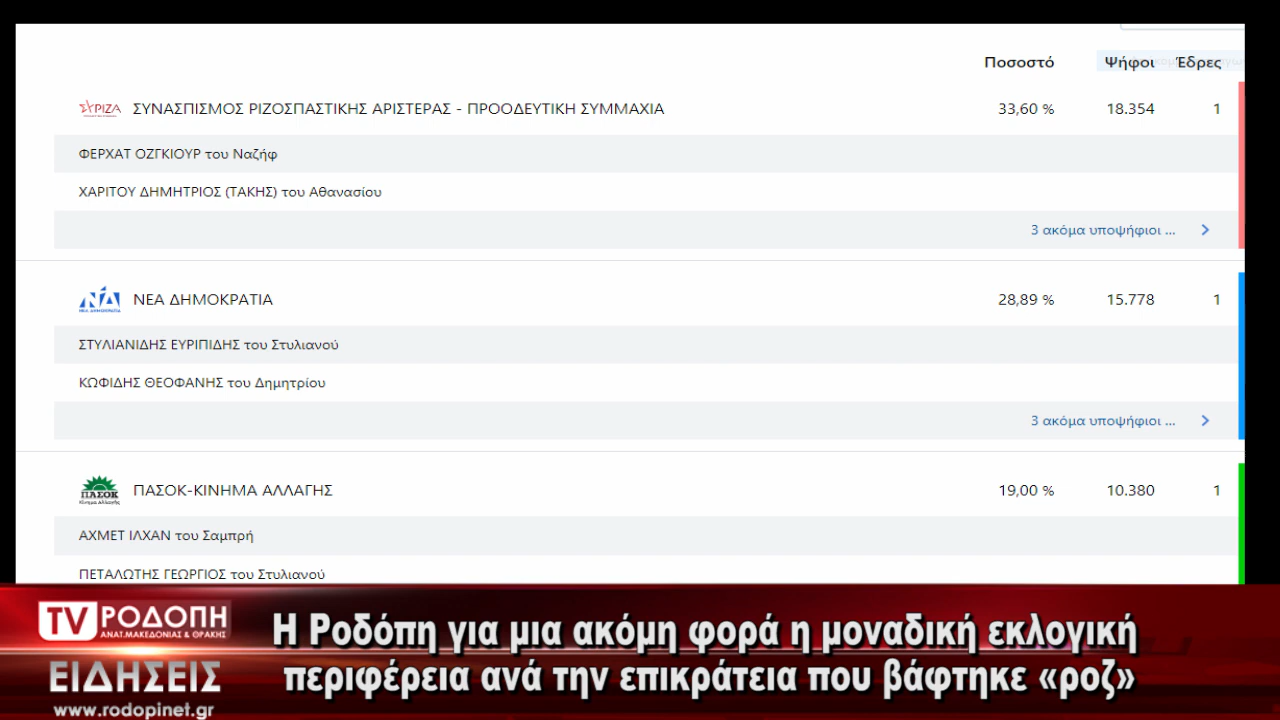 Ποσοστό Ψήφοι Έδρες
ΣΥΡΙΖΑ ΣΥΝΑΣΠΙΣΜΟΣ ΡΙΖΟΣΠΑΣΤΙΚΗΣ ΑΡΙΣΤΕΡΑΣ - ΠΡΟΟΔΕΥΤΙΚΗ ΣΥΜΜΑΧΙΑ 33,60 % 18.354 1
ΦΕΡΧΑΤ ΟΖΓΚΙΟΥΡ του Ναζήφ
ΧΑΡΙΤΟΥ ΔΗΜΗΤΡΙΟΣ (ΤΑΚΗΣ) του Αθανασίου
3 ακόμα υποψήφιοι ...
ΝΔ ΝΕΑ ΔΗΜΟΚΡΑΤΙΑ 28,89 % 15.778 1
ΝΕΑ ΔΗΜΟΚΡΑΤΙΑ
ΣΤΥΛΙΑΝΙΔΗΣ ΕΥΡΙΠΙΔΗΣ του Στυλιανού
ΚΩΦΙΔΗΣ ΘΕΟΦΑΝΗΣ του Δημητρίου
3 ακόμα υποψήφιοι ...
ΠΑΣΟΚ ΠΑΣΟΚ-ΚΙΝΗΜΑ ΑΛΛΑΓΗΣ 19,00 % 10.380 1
Κίνημα Αλλαγής
ΑΧΜΕΤ ΙΛΧΑΝ του Σαμπρή
ΠΕΤΑΛΩΤΗΣ ΓΕΩΡΓΙΟΣ του Στυλιανού
TV ΡΟΔΟΠΗ
ΑΝΑΤ.ΜΑΚΕΔΟΝΙΑΣ & ΘΡΑΚΗΣ
ΕΙΔΗΣΕΙΣ
www.rodopinet.gr
Η Ροδόπη για μια ακόμη φορά η μοναδική εκλογική
περιφέρεια ανά την επικράτεια που βάφτηκε «ροζ»